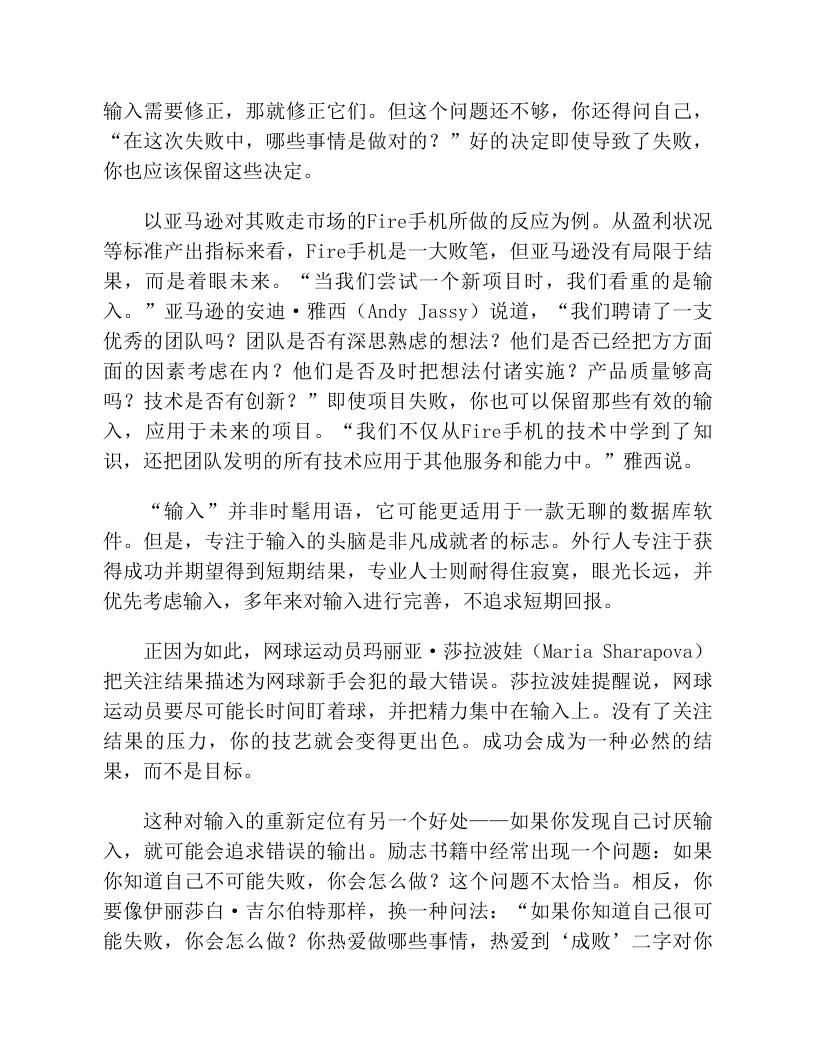 输入需要修正，那就修正它们。但这个问题还不够，你还得问自己，
“在这次失败中，哪些事情是做对的？”好的决定即使导致了失败，
你也应该保留这些决定。
以亚马逊对其败走市场的Fire手机所做的反应为例。从盈利状况
等标准产出指标来看，Fire手机是一大败笔，但亚马逊没有局限于结
果，而是着眼未来。“当我们尝试一个新项目时，我们看重的是输
入。”亚马逊的安迪·雅西（Andy Jassy）说道，“我们聘请了一支
优秀的团队吗？团队是否有深思熟虑的想法？他们是否已经把方方面
面的因素考虑在内？他们是否及时把想法付诸实施？产品质量够高
吗？技术是否有创新？”即使项目失败，你也可以保留那些有效的输
入，应用于未来的项目。“我们不仅从Fire手机的技术中学到了知
识，还把团队发明的所有技术应用于其他服务和能力中。”雅西说。
“输入”并非时髦用语，它可能更适用于一款无聊的数据库软
件。但是，专注于输入的头脑是非凡成就者的标志。外行人专注于获
得成功并期望得到短期结果，专业人士则耐得住寂寞，眼光长远，并
优先考虑输入，多年来对输入进行完善，不追求短期回报。
正因为如此，网球运动员玛丽亚·莎拉波娃（Maria Sharapova）
把关注结果描述为网球新手会犯的最大错误。莎拉波娃提醒说，网球
运动员要尽可能长时间盯着球，并把精力集中在输入上。没有了关注
结果的压力，你的技艺就会变得更出色。成功会成为一种必然的结
果，而不是目标。
这种对输入的重新定位有另一个好处——如果你发现自己讨厌输
入，就可能会追求错误的输出。励志书籍中经常出现一个问题：如果
你知道自己不可能失败，你会怎么做？这个问题不太恰当。相反，你
要像伊丽莎白·吉尔伯特那样，换一种问法：“如果你知道自己很可
能失败，你会怎么做？你热爱做哪些事情，热爱到‘成败’二字对你